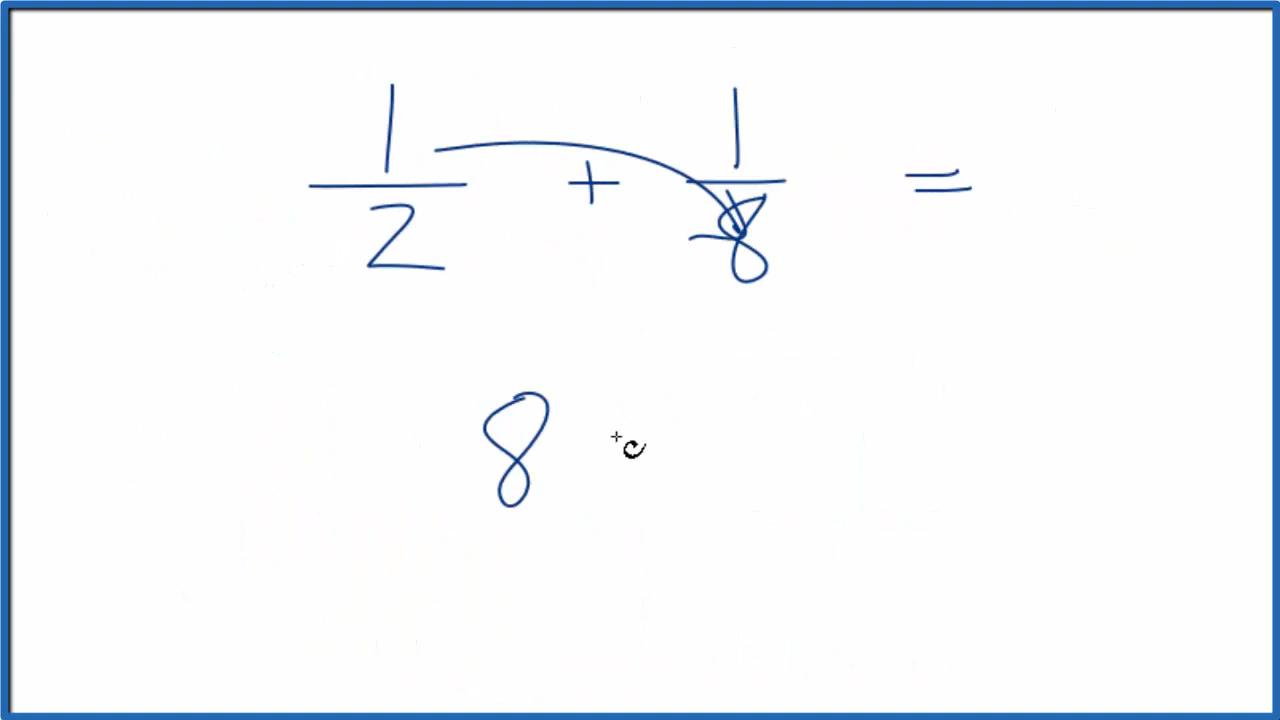 1/2 + 1/8 =
8